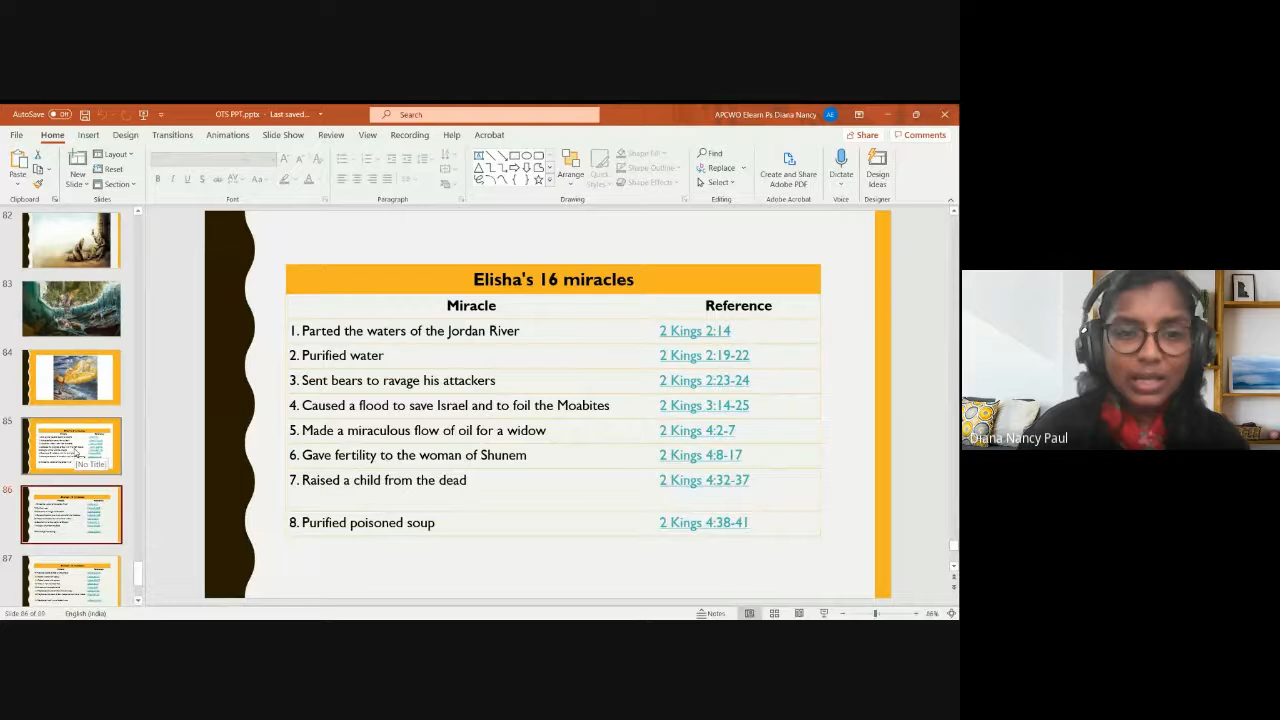 AutoSave Off OTS PPT.pptx - Last saved... Search APCWO Elearn Ps Diana Nancy AE
File Home Insert Design Transitions Animations Slide Show Review View Recording Help Acrobat Share Comments
Paste New Slide Layout Reset Section Arrange Quick Styles Shape Fill Shape Outline Shape Effects Find Replace Select Create and Share Adobe PDF Dictate Design Ideas
Clipboard Slides Font Paragraph Drawing Editing Adobe Acrobat Voice Designer
82
83
84
85
[No Title]
86
87
Elisha's 16 miracles
Miracle Reference
1. Parted the waters of the Jordan River 2 Kings 2:14
2. Purified water 2 Kings 2:19-22
3. Sent bears to ravage his attackers 2 Kings 2:23-24
4. Caused a flood to save Israel and to foil the Moabites 2 Kings 3:14-25
5. Made a miraculous flow of oil for a widow 2 Kings 4:2-7
6. Gave fertility to the woman of Shunem 2 Kings 4:8-17
7. Raised a child from the dead 2 Kings 4:32-37
8. Purified poisoned soup 2 Kings 4:38-41
Diana Nancy Paul
Slide 86 of 89 English (India) Notes 86%